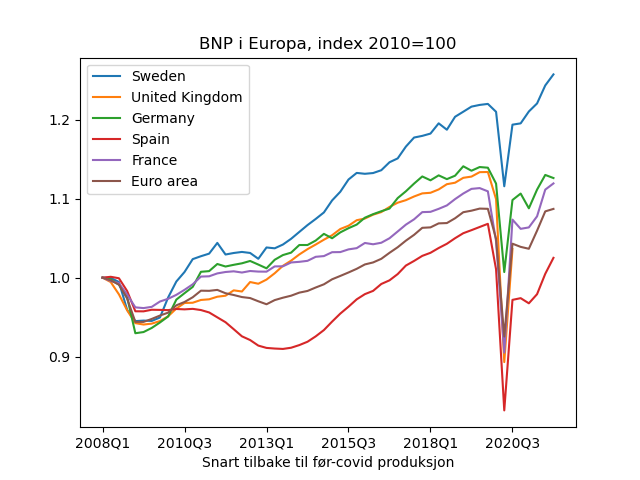 BNP i Europa, index 2010=100
Sweden
United Kingdom
Germany
Spain
France
Euro area
1.2
1.1
1.0
0.9
2008Q1 2010Q3 2013Q1 2015Q3 2018Q1 2020Q3
Snart tilbake til før-covid produksjon